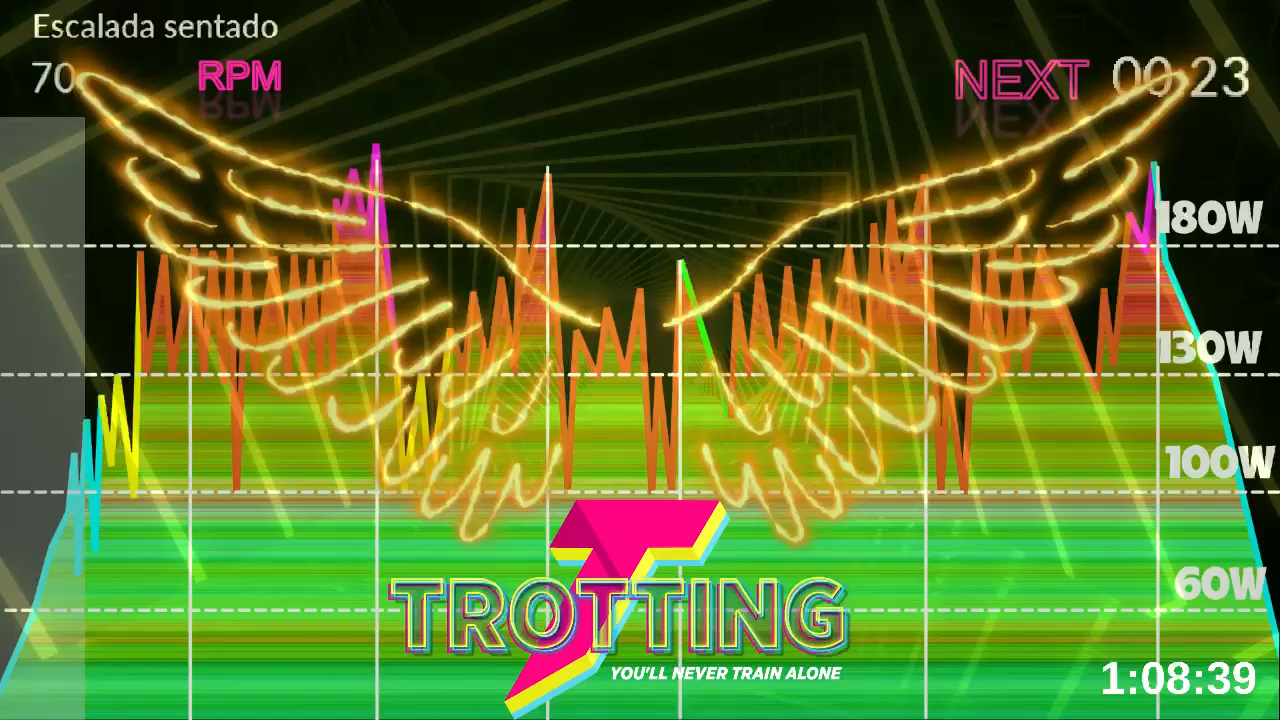 Escalada sentado
70 RPM NEXT 00:23
180W
130W
100W
60W
TROTTING
YOU'LL NEVER TRAIN ALONE
1:08:39